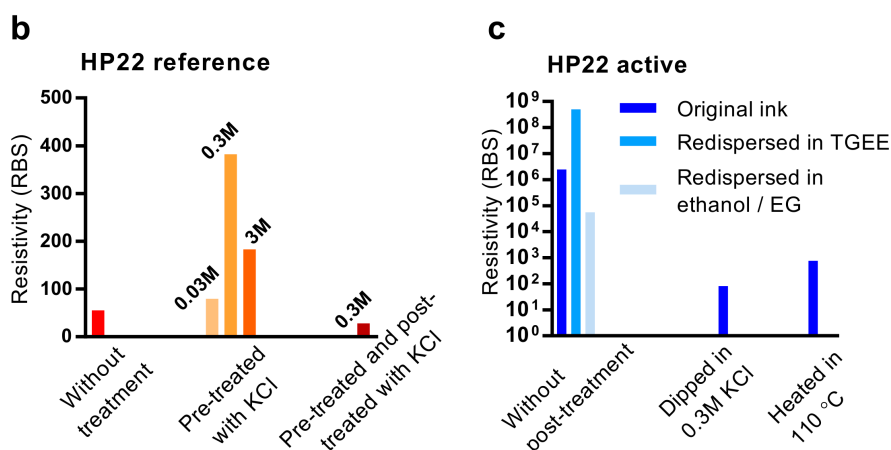 b
HP22 reference
Resistivity (RBS)
500
400
300
200
100
0
0.03M
0.3M
3M
0.3M
Without
treatment
Pre-treated
with KCl
Pre-treated and post-
treated with KCl
c
HP22 active
Resistivity (RBS)
10⁹
10⁸
10⁷
10⁶
10⁵
10⁴
10³
10²
10¹
10⁰
Original ink
Redispersed in TGEE
Redispersed in
ethanol / EG
Without
post-treatment
Dipped in
0.3M KCl
Heated in
110 °C